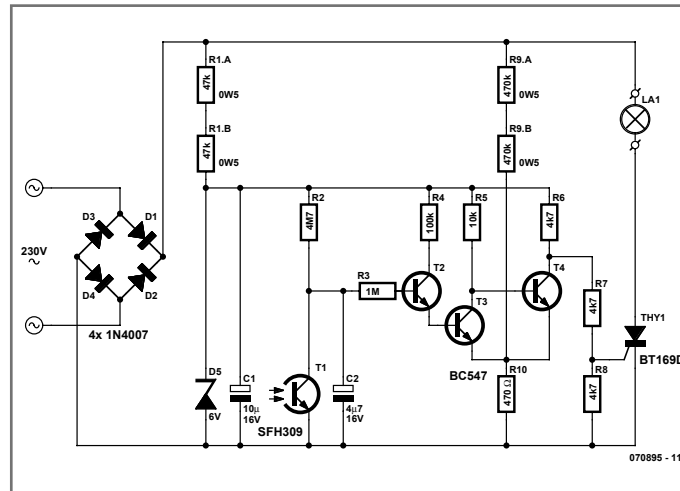 R1.A
47k
0W5
R9.A
470k
0W5
LA1
R1.B
47k
0W5
R9.B
470k
0W5
R2
4M7
R4
100k
R5
10k
R6
4k7
D3
D1
230V
~
D4
D2
4x 1N4007
R3
1M
T2
T3
T4
R7
4k7
THY1
BT169D
D5
6V
C1
10µ
16V
T1
SFH309
C2
4µ7
16V
BC547
R10
470 Ω
R8
4k7
070895 - 11